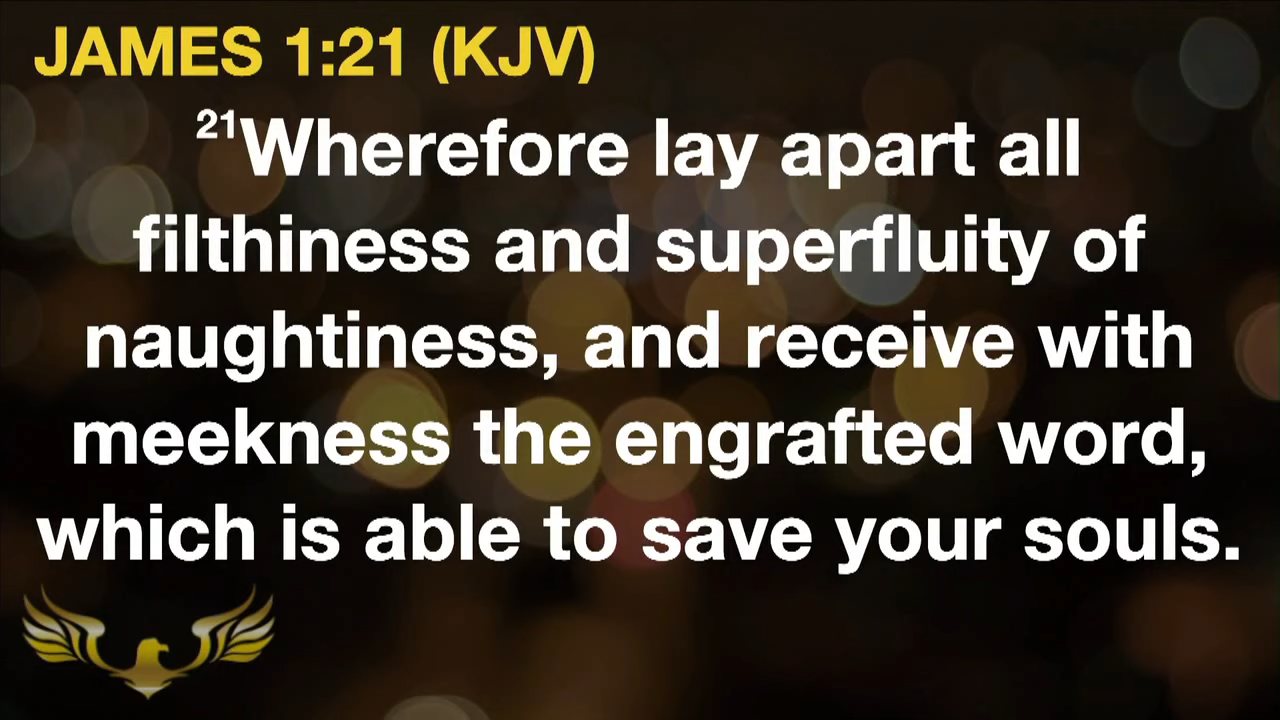 JAMES 1:21 (KJV)
21Wherefore lay apart all
filthiness and superfluity of
naughtiness, and receive with
meekness the engrafted word,
which is able to save your souls.